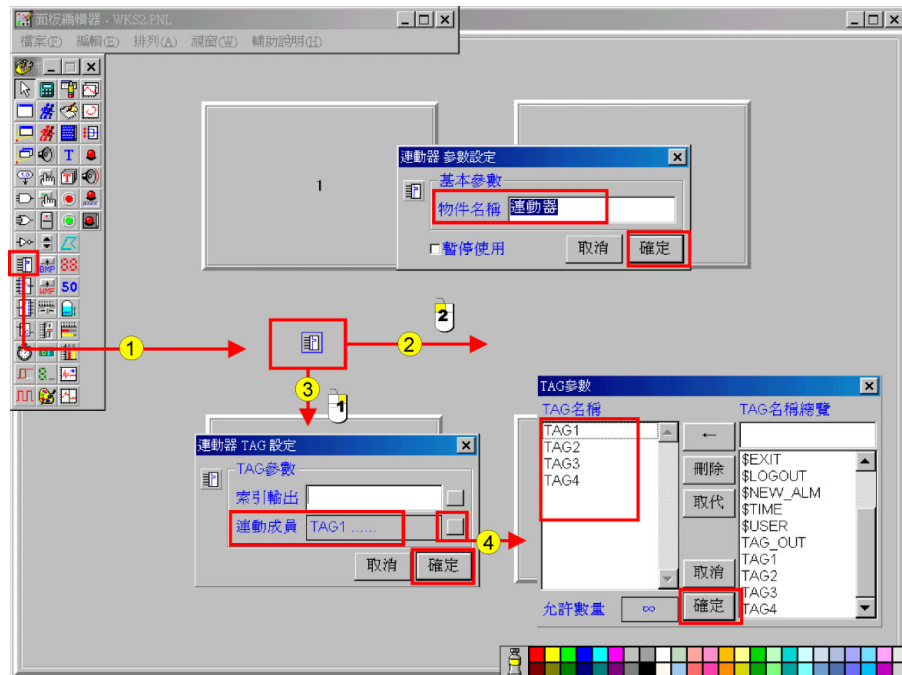 面板編輯器 - WKS2.PNL
檔案(F) 編輯(E) 排列(A) 視窗(W) 輔助說明(H)
1
連動器 參數設定
基本參數
物件名稱 連動器
暫停使用 取消 確定
T
BMP 88
WMF 50
8_
2
1
2
3
1
連動器 TAG 設定
TAG參數
索引輸出
連動成員 TAG1 ......
取消 確定
4
TAG參數
TAG名稱 TAG名稱總覽
TAG1
TAG2
TAG3
TAG4
←
刪除
取代
取消
確定
$EXIT
$LOGOUT
$NEW_ALM
$TIME
$USER
TAG_OUT
TAG1
TAG2
TAG3
TAG4
允許數量 ∞